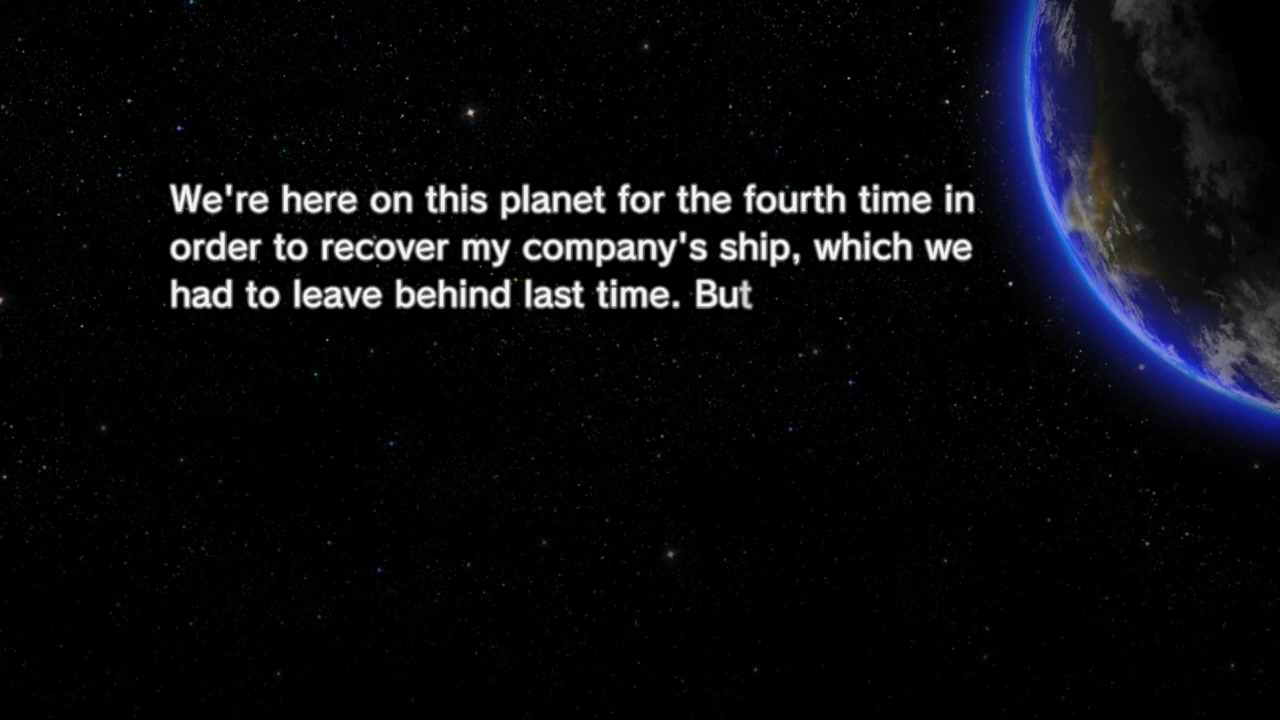 We're here on this planet for the fourth time in
order to recover my company's ship, which we
had to leave behind last time. But